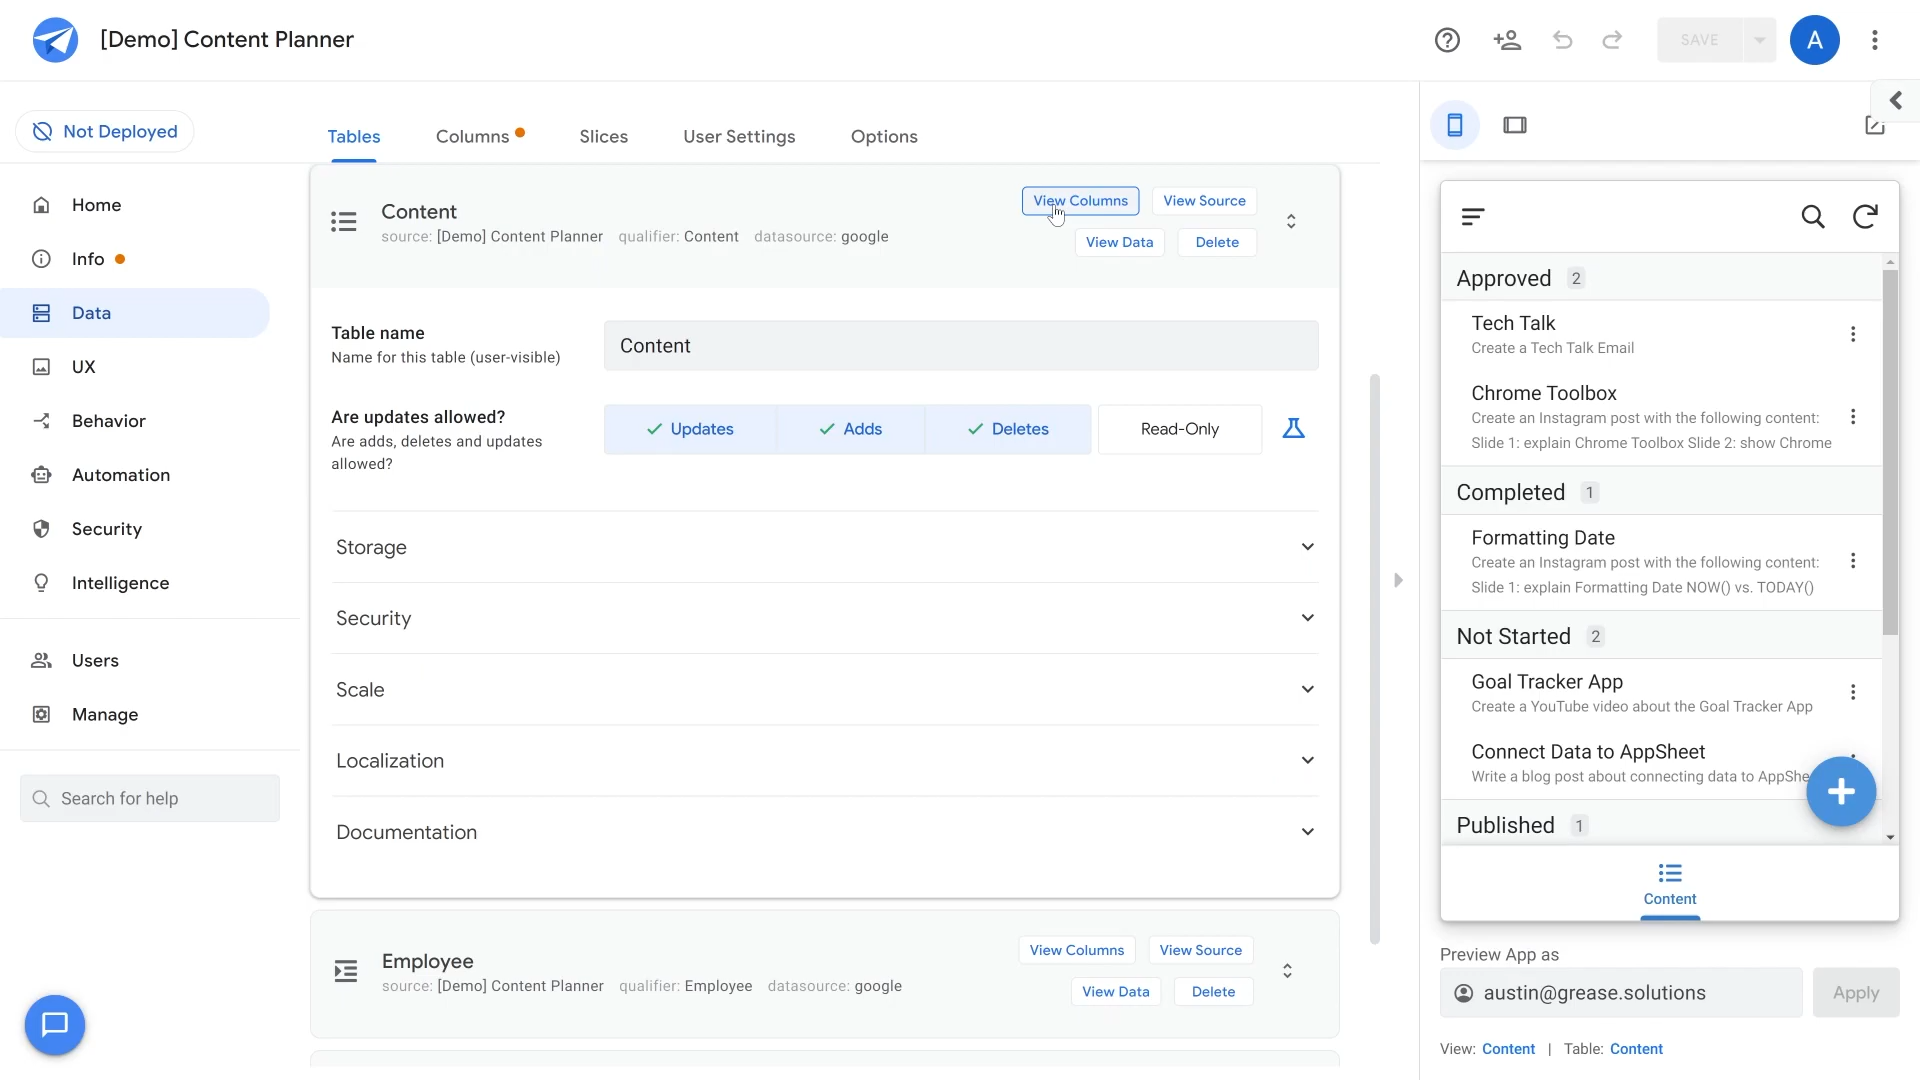 [Demo] Content Planner
SAVE
A
Not Deployed
Tables
Columns
Slices
User Settings
Options
Home
Info
Data
UX
Behavior
Automation
Security
Intelligence
Users
Manage
Search for help
Content
source: [Demo] Content Planner qualifier: Content datasource: google
View Columns
View Source
View Data
Delete
Table name
Name for this table (user-visible)
Content
Are updates allowed?
Are adds, deletes and updates
allowed?
Updates
Adds
Deletes
Read-Only
Storage
Security
Scale
Localization
Documentation
Employee
source: [Demo] Content Planner qualifier: Employee datasource: google
View Columns
View Source
View Data
Delete
Approved 2
Tech Talk
Create a Tech Talk Email
Chrome Toolbox
Create an Instagram post with the following content:
Slide 1: explain Chrome Toolbox Slide 2: show Chrome
Completed 1
Formatting Date
Create an Instagram post with the following content:
Slide 1: explain Formatting Date NOW() vs. TODAY()
Not Started 2
Goal Tracker App
Create a YouTube video about the Goal Tracker App
Connect Data to AppSheet
Write a blog post about connecting data to AppShe
Published 1
Content
Preview App as
austin@grease.solutions
Apply
View: Content | Table: Content